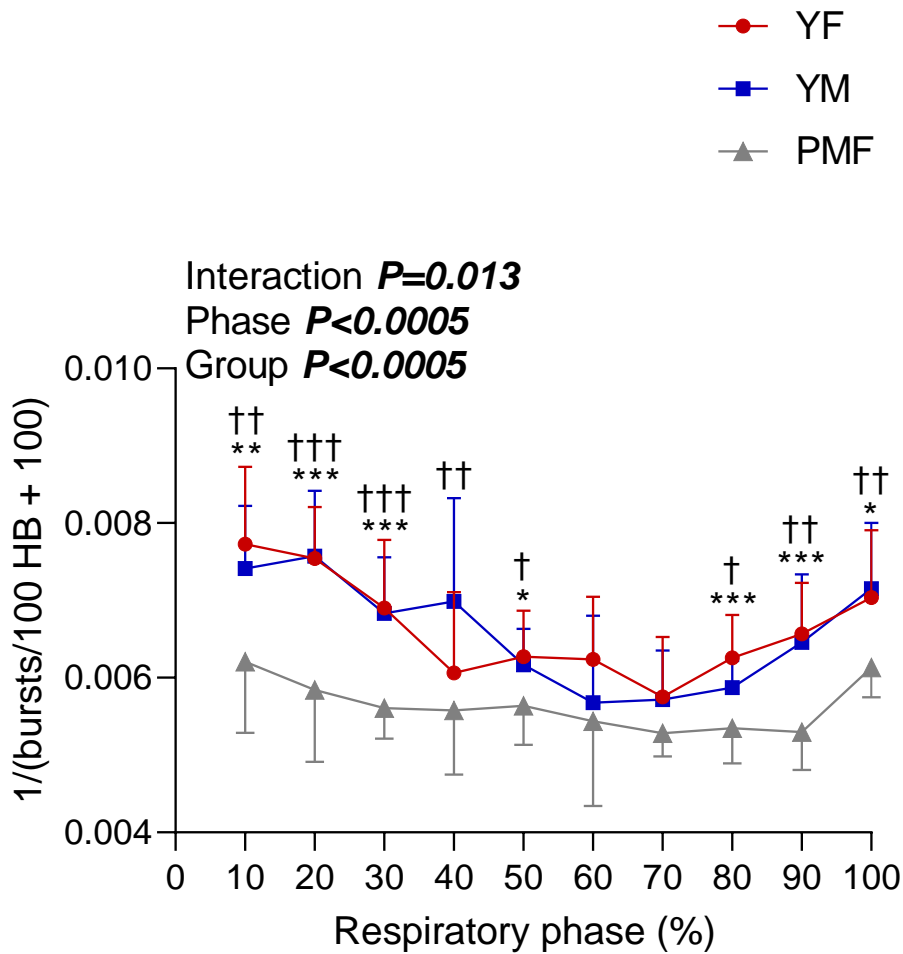 YF
YM
PMF
Interaction P=0.013
Phase P<0.0005
Group P<0.0005
1/(bursts/100 HB + 100)
0.010
0.008
0.006
0.004
††
**
†††
***
†††
***
††
†
*
†
***
††
***
††
*
0 10 20 30 40 50 60 70 80 90 100
Respiratory phase (%)